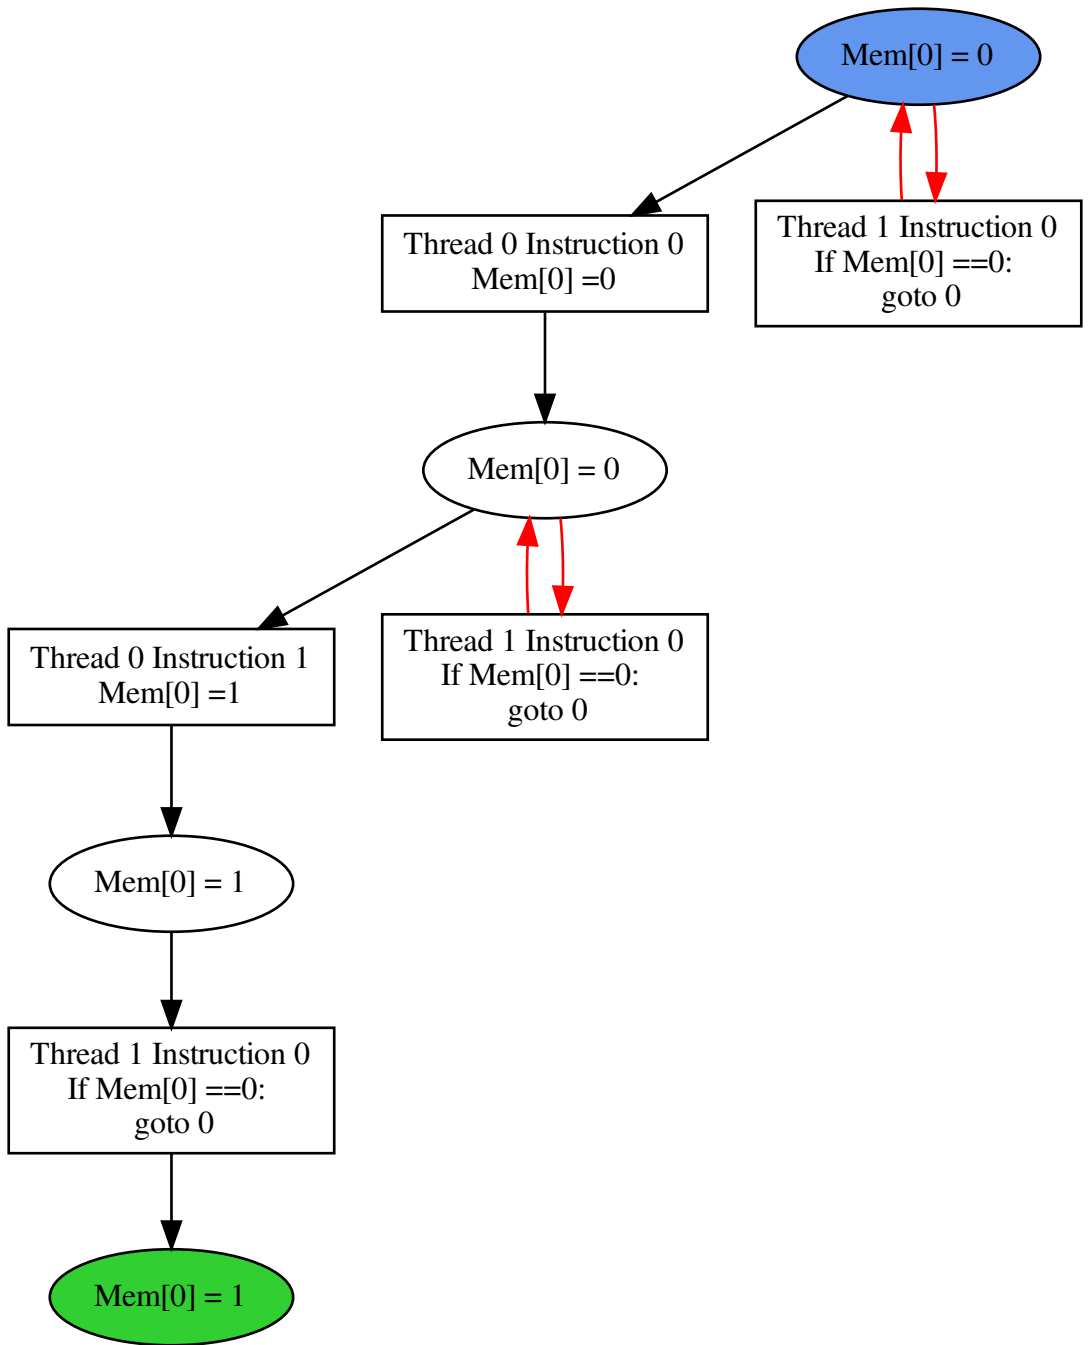 Mem[0] = 0
Thread 0 Instruction 0
Mem[0] =0
Thread 1 Instruction 0
If Mem[0] ==0:
goto 0
Mem[0] = 0
Thread 0 Instruction 1
Mem[0] =1
Thread 1 Instruction 0
If Mem[0] ==0:
goto 0
Mem[0] = 1
Thread 1 Instruction 0
If Mem[0] ==0:
goto 0
Mem[0] = 1